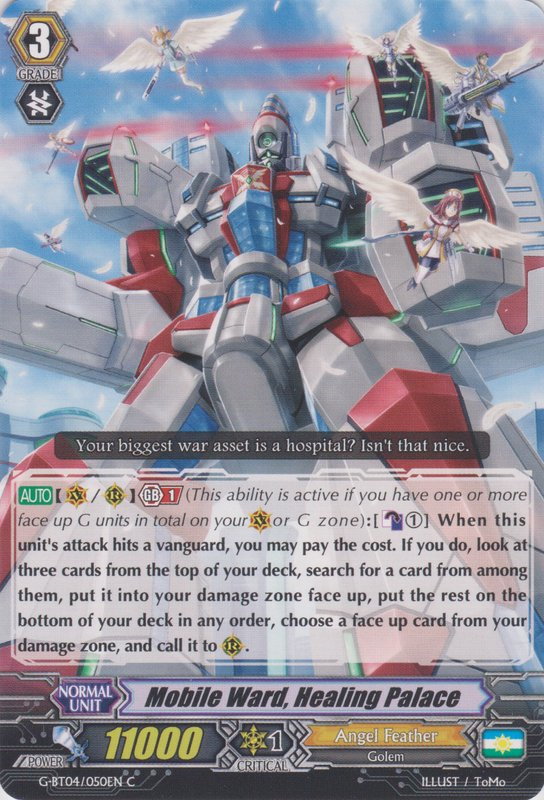 3
GRADE
Your biggest war asset is a hospital? Isn't that nice.
AUTO [V / R] GB 1 (This ability is active if you have one or more
face up G units in total on your V or G zone):[1] When this
unit's attack hits a vanguard, you may pay the cost. If you do, look at
three cards from the top of your deck, search for a card from among
them, put it into your damage zone face up, put the rest on the
bottom of your deck in any order, choose a face up card from your
damage zone, and call it to R.
NORMAL
UNIT
Mobile Ward, Healing Palace
POWER
11000
1
CRITICAL
Angel Feather
Golem
G-BT04/050EN C
ILLUST / ToMo